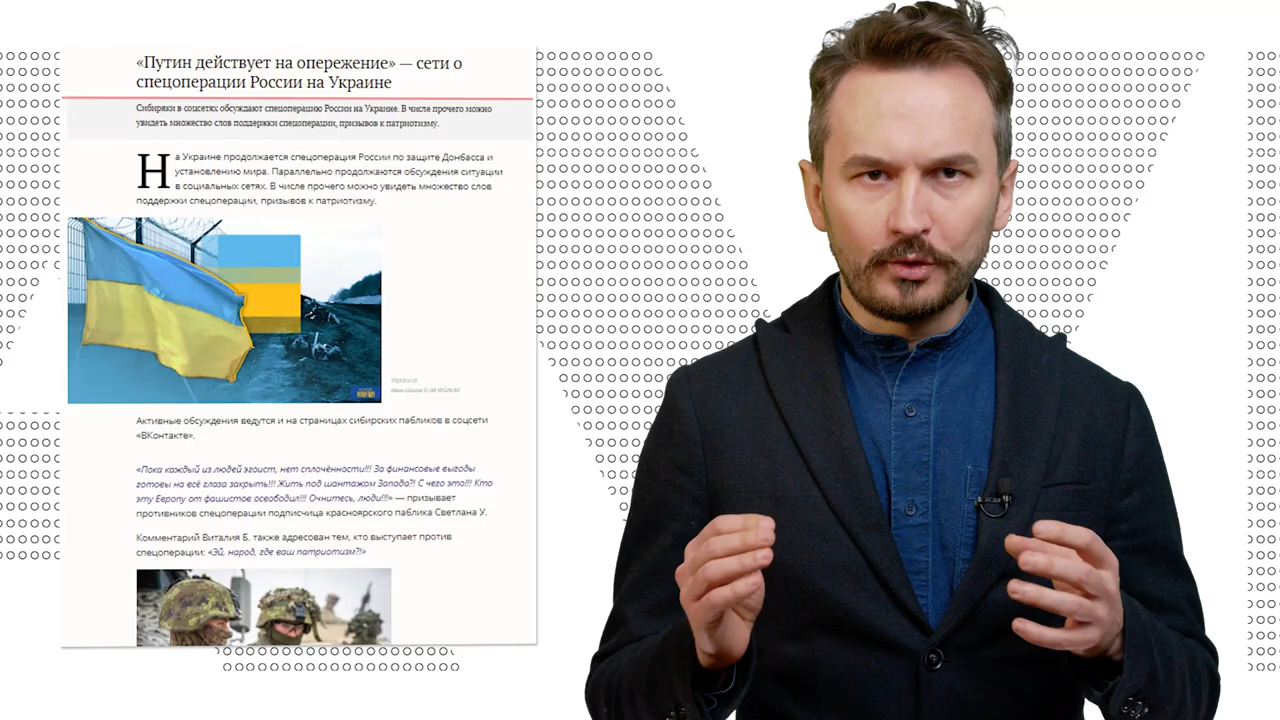 «Путин действует на опережение» — сети о
спецоперации России на Украине
Сибиряки в соцсетях обсуждают спецоперацию России на Украине. В числе прочего можно
увидеть множество слов поддержки спецоперации, призывов к патриотизму.
На Украине продолжается спецоперация России по защите Донбасса и
установлению мира. Параллельно продолжаются обсуждения ситуации
в социальных сетях. В числе прочего можно увидеть множество слов
поддержки спецоперации, призывов к патриотизму.
Украина
Активные обсуждения ведутся и на страницах сибирских пабликов в соцсети
«ВКонтакте».
«Пока каждый из людей эгоист, нет сплочённости!!! За финансовые выгоды
готовы на всё глаза закрыть!!! Жить под шантажом Запада?! С чего это!!! Кто
эту Европу от фашистов освободил!!! Очнитесь, люди!!!» — призывает
противников спецоперации подписчица красноярского паблика Светлана У.
Комментарий Виталия Б. также адресован тем, кто выступает против
спецоперации: «Эй, народ, где ваш патриотизм?!»